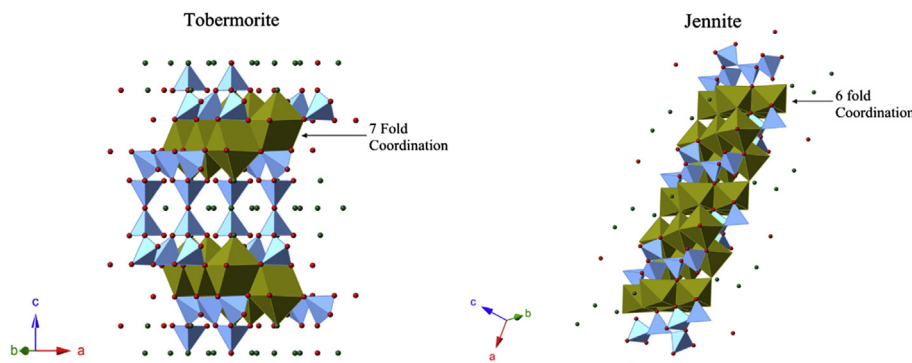 Tobermorite
7 Fold
Coordination
c
b
a
Jennite
6 fold
Coordination
c
b
a